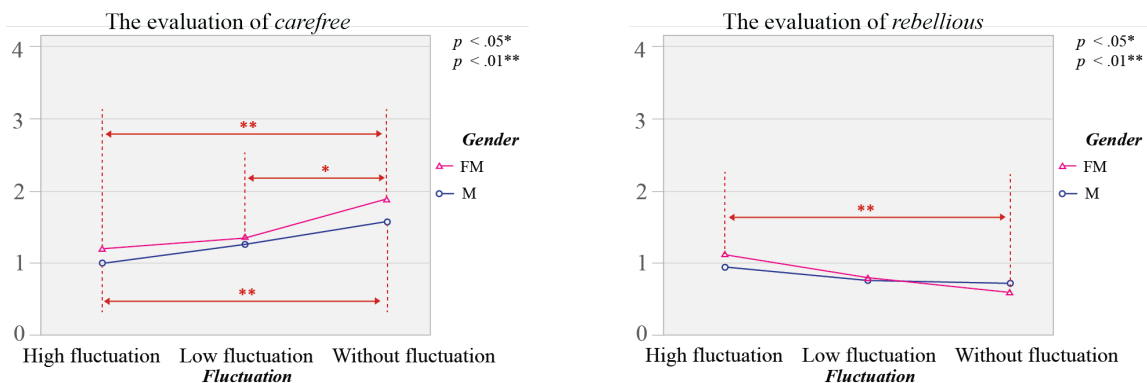 The evaluation of carefree
4
3
2
1
0
p < .05*
p < .01**
Gender
FM
M
**
*
**
High fluctuation Low fluctuation Without fluctuation
Fluctuation
The evaluation of rebellious
4
3
2
1
0
p < .05*
p < .01**
Gender
FM
M
**
High fluctuation Low fluctuation Without fluctuation
Fluctuation